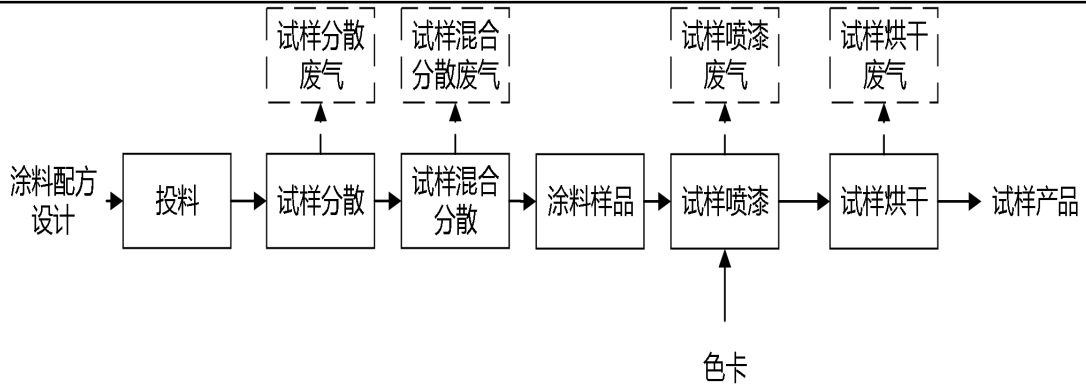 试样分散
废气
试样混合
分散废气
试样喷漆
废气
试样烘干
废气
涂料配方
设计
投料
试样分散
试样混合
分散
涂料样品
试样喷漆
试样烘干
试样产品
色卡